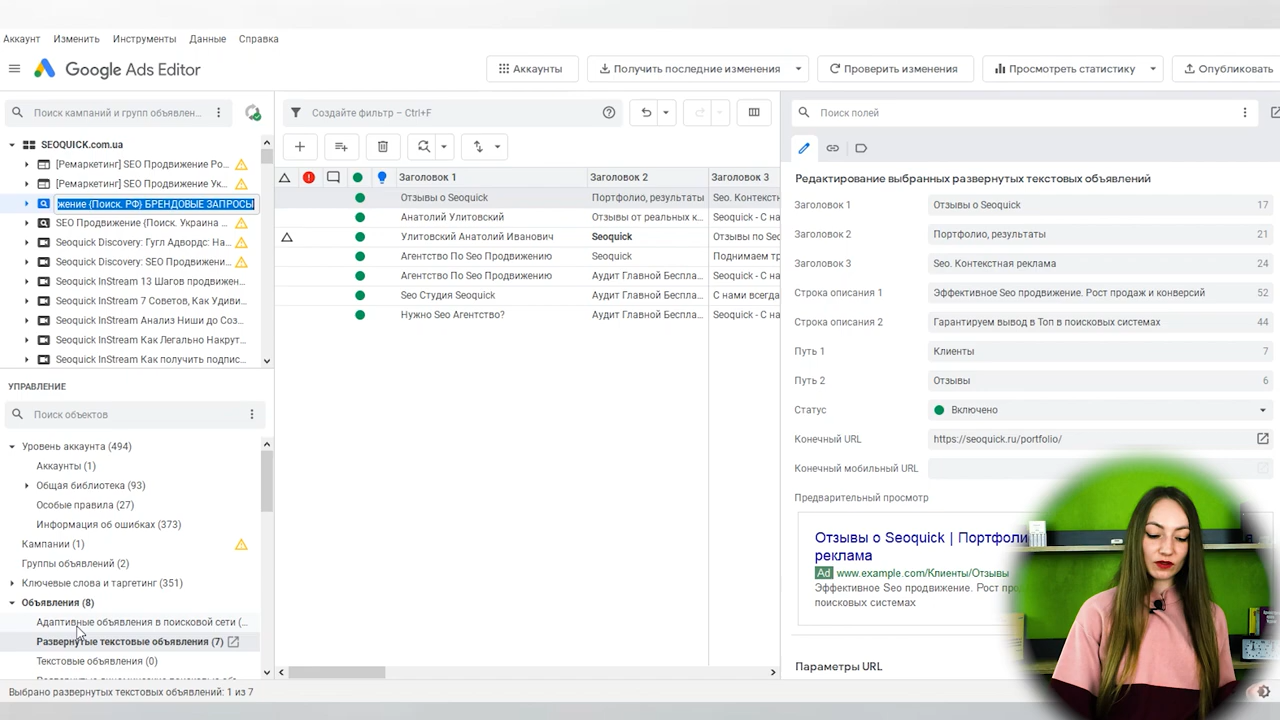 Аккаунт Изменить Инструменты Данные Справка
Google Ads Editor
Аккаунты
Получить последние изменения
Проверить изменения
Просмотреть статистику
Опубликовать
Поиск кампаний и групп объявлен...
Создайте фильтр – Ctrl+F
Поиск полей
SEOQUICK.com.ua
[Ремаркетинг] SEO Продвижение Ро...
[Ремаркетинг] SEO Продвижение Ук...
жение {Поиск. РФ} БРЕНДОВЫЕ ЗАПРОСЫ
SEO Продвижение {Поиск. Украина ...
Seoquick Discovery: Гугл Адвордс: На...
Seoquick Discovery: SEO Продвижени...
Seoquick InStream 13 Шагов продвижен...
Seoquick InStream 7 Советов, Как Удиви...
Seoquick InStream Анализ Ниши до Соз...
Seoquick InStream Как Легально Накрут...
Seoquick InStream Как получить подпис...
УПРАВЛЕНИЕ
Поиск объектов
Уровень аккаунта (494)
Аккаунты (1)
Общая библиотека (93)
Особые правила (27)
Информация об ошибках (373)
Кампании (1)
Группы объявлений (2)
Ключевые слова и таргетинг (351)
Объявления (8)
Адаптивные объявления в поисковой сети (...
Развернутые текстовые объявления (7)
Текстовые объявления (0)
Заголовок 1 Заголовок 2 Заголовок 3
Отзывы о Seoquick Портфолио, результаты Seo. Контекстн
Анатолий Улитовский Отзывы от реальных к... Seoquick - С на
Улитовский Анатолий Иванович Seoquick Отзывы по Seo
Агентство По Seo Продвижению Seoquick Поднимаем тр
Агентство По Seo Продвижению Аудит Главной Беспла... Seoquick - С на
Seo Студия Seoquick Аудит Главной Беспла... С нами всегда
Нужно Seo Агентство? Аудит Главной Беспла... Seoquick - С на
Редактирование выбранных развернутых текстовых объявлений
Заголовок 1 Отзывы о Seoquick 17
Заголовок 2 Портфолио, результаты 21
Заголовок 3 Seo. Контекстная реклама 24
Строка описания 1 Эффективное Seo продвижение. Рост продаж и конверсий 52
Строка описания 2 Гарантируем вывод в Топ в поисковых системах 44
Путь 1 Клиенты 7
Путь 2 Отзывы 6
Статус Включено
Конечный URL https://seoquick.ru/portfolio/
Конечный мобильный URL
Предварительный просмотр
Отзывы о Seoquick | Портфоли
реклама
Ad www.example.com/Клиенты/Отзывы
Эффективное Seo продвижение. Рост прод
поисковых системах
Параметры URL
Выбрано развернутых текстовых объявлений: 1 из 7